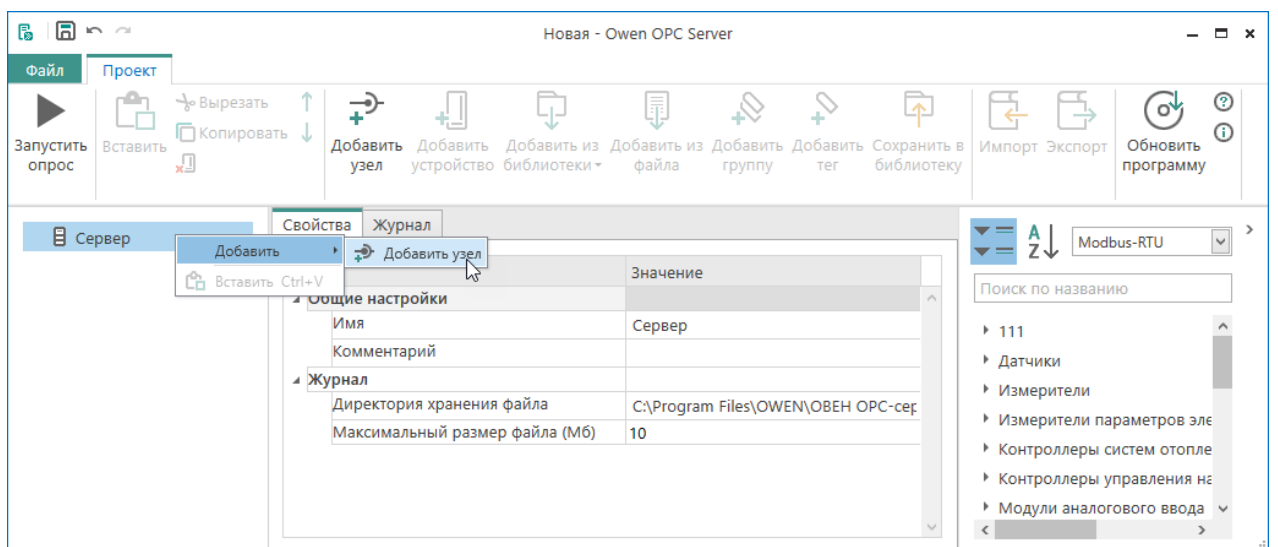 Новая - Owen OPC Server
Файл Проект
Запустить опрос
Вставить
Вырезать
Копировать
Добавить узел
Добавить устройство
Добавить из библиотеки
Добавить из файла
Добавить группу
Добавить тег
Сохранить в библиотеку
Импорт
Экспорт
Обновить программу
Сервер
Добавить
Вставить Ctrl+V
Добавить узел
Свойства Журнал
Значение
Общие настройки
Имя Сервер
Комментарий
Журнал
Директория хранения файла C:\Program Files\OWEN\ОВЕН OPC-сер
Максимальный размер файла (Мб) 10
A
Z
Modbus-RTU
Поиск по названию
111
Датчики
Измерители
Измерители параметров эле
Контроллеры систем отопле
Контроллеры управления на
Модули аналогового ввода